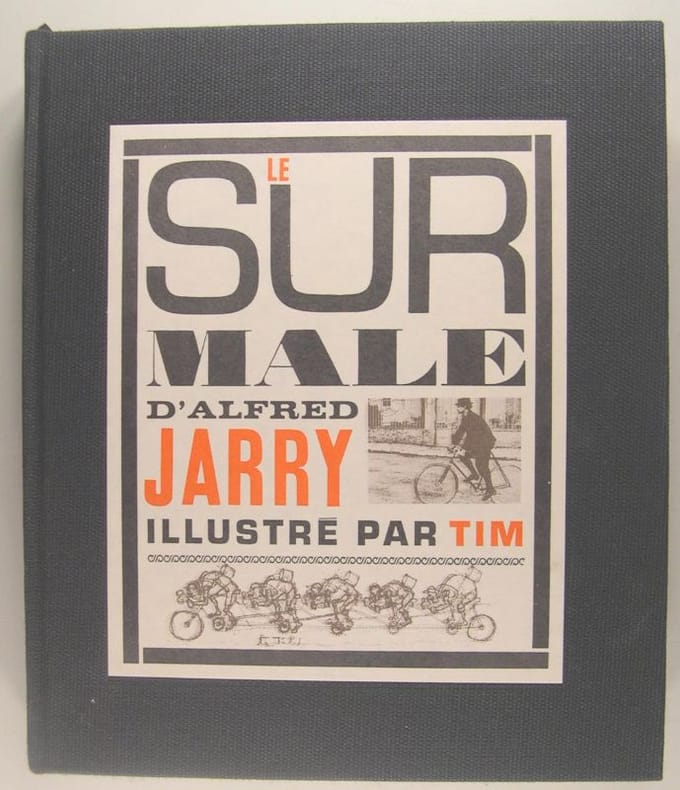 LE
SUR
MALE
D'ALFRED
JARRY
ILLUSTRÉ PAR TIM